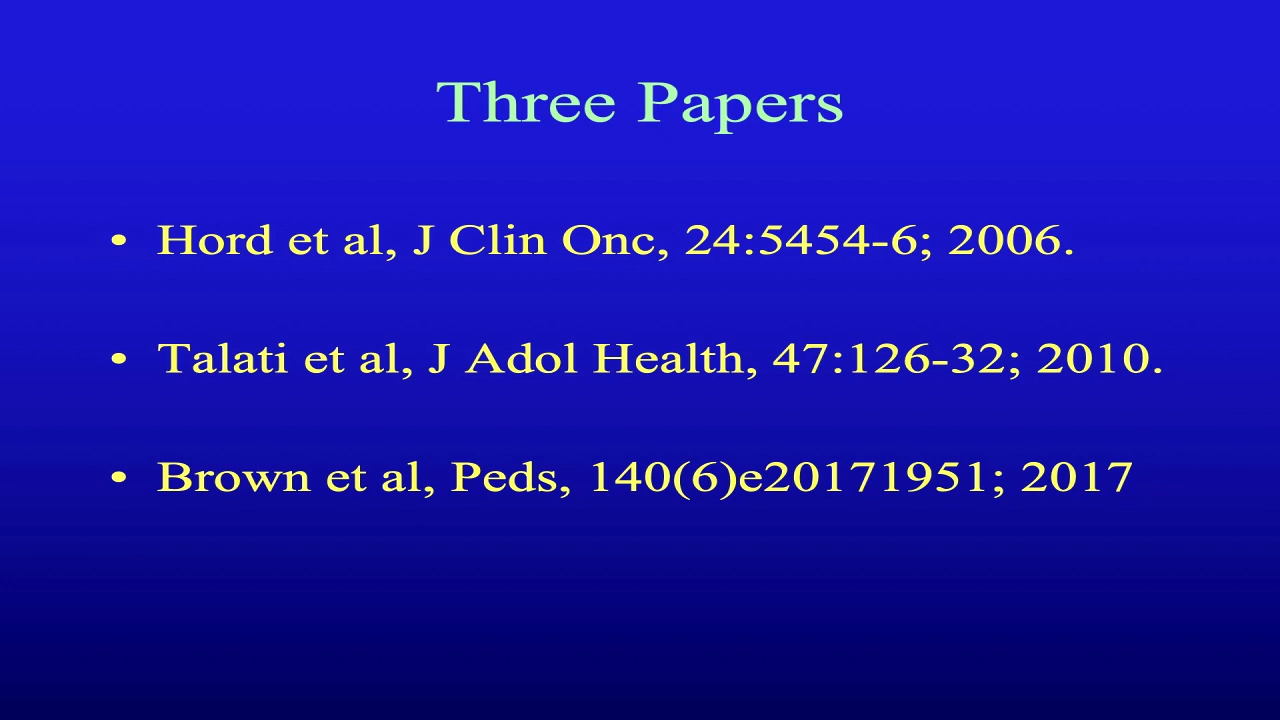 Three Papers
• Hord et al, J Clin Onc, 24:5454-6; 2006.
• Talati et al, J Adol Health, 47:126-32; 2010.
• Brown et al, Peds, 140(6)e20171951; 2017